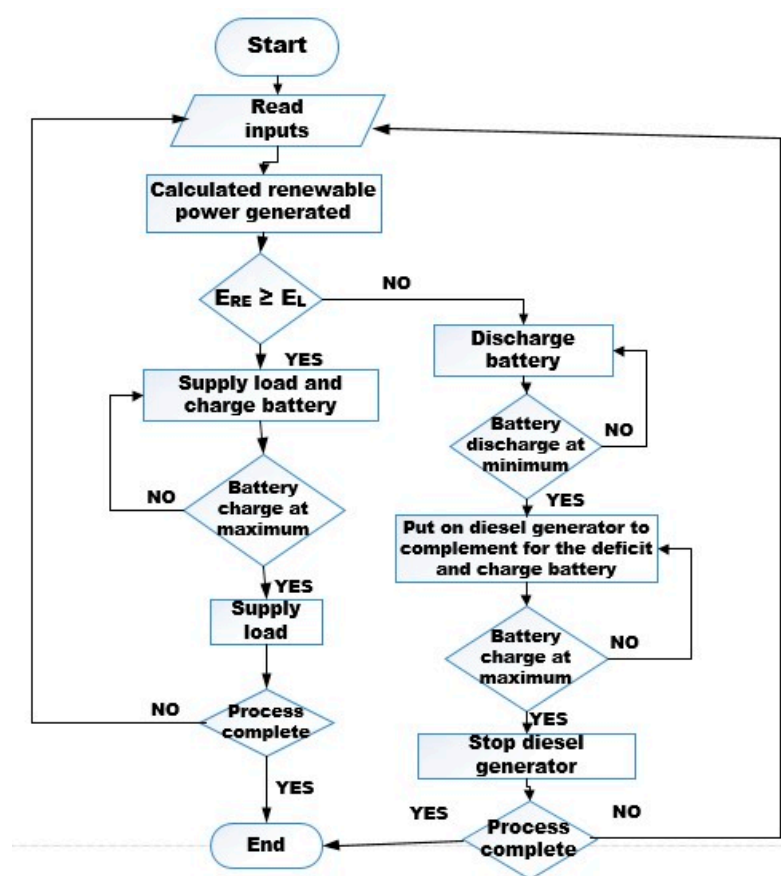 Start
Read
inputs
Calculated renewable
power generated
ERE ≥ EL
NO
YES
Supply load and
charge battery
NO
Battery
charge at
maximum
YES
Supply
load
NO
Process
complete
YES
End
Discharge
battery
Battery
discharge at
minimum
NO
YES
Put on diesel generator to
complement for the deficit
and charge battery
Battery
charge at
maximum
NO
YES
Stop diesel
generator
YES
NO
Process
complete